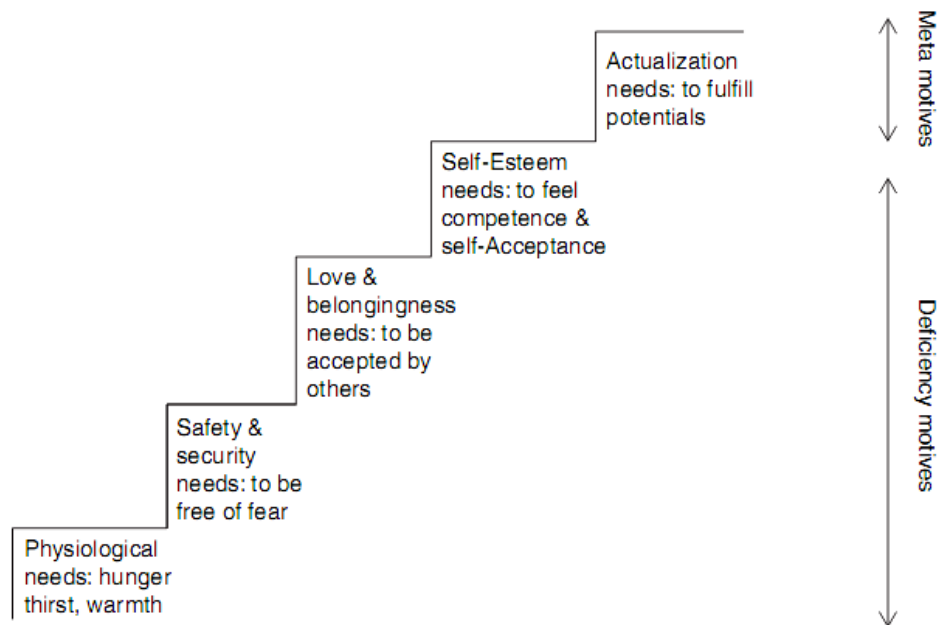 Actualization
needs: to fulfill
potentials
Self-Esteem
needs: to feel
competence &
self-Acceptance
Love &
belongingness
needs: to be
accepted by
others
Safety &
security
needs: to be
free of fear
Physiological
needs: hunger
thirst, warmth
Meta motives
Deficiency motives